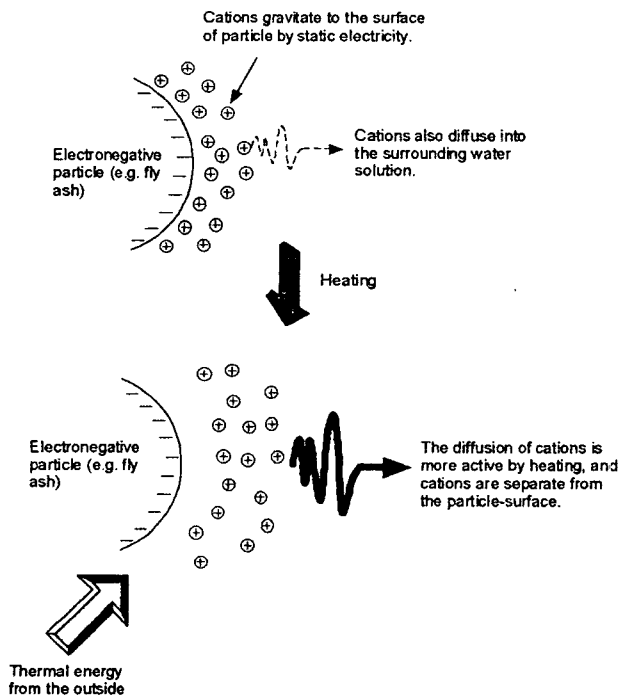 Cations gravitate to the surface
of particle by static electricity.
Electronegative
particle (e.g. fly
ash)
Cations also diffuse into
the surrounding water
solution.
Heating
Electronegative
particle (e.g. fly
ash)
The diffusion of cations is
more active by heating, and
cations are separate from
the particle-surface.
Thermal energy
from the outside